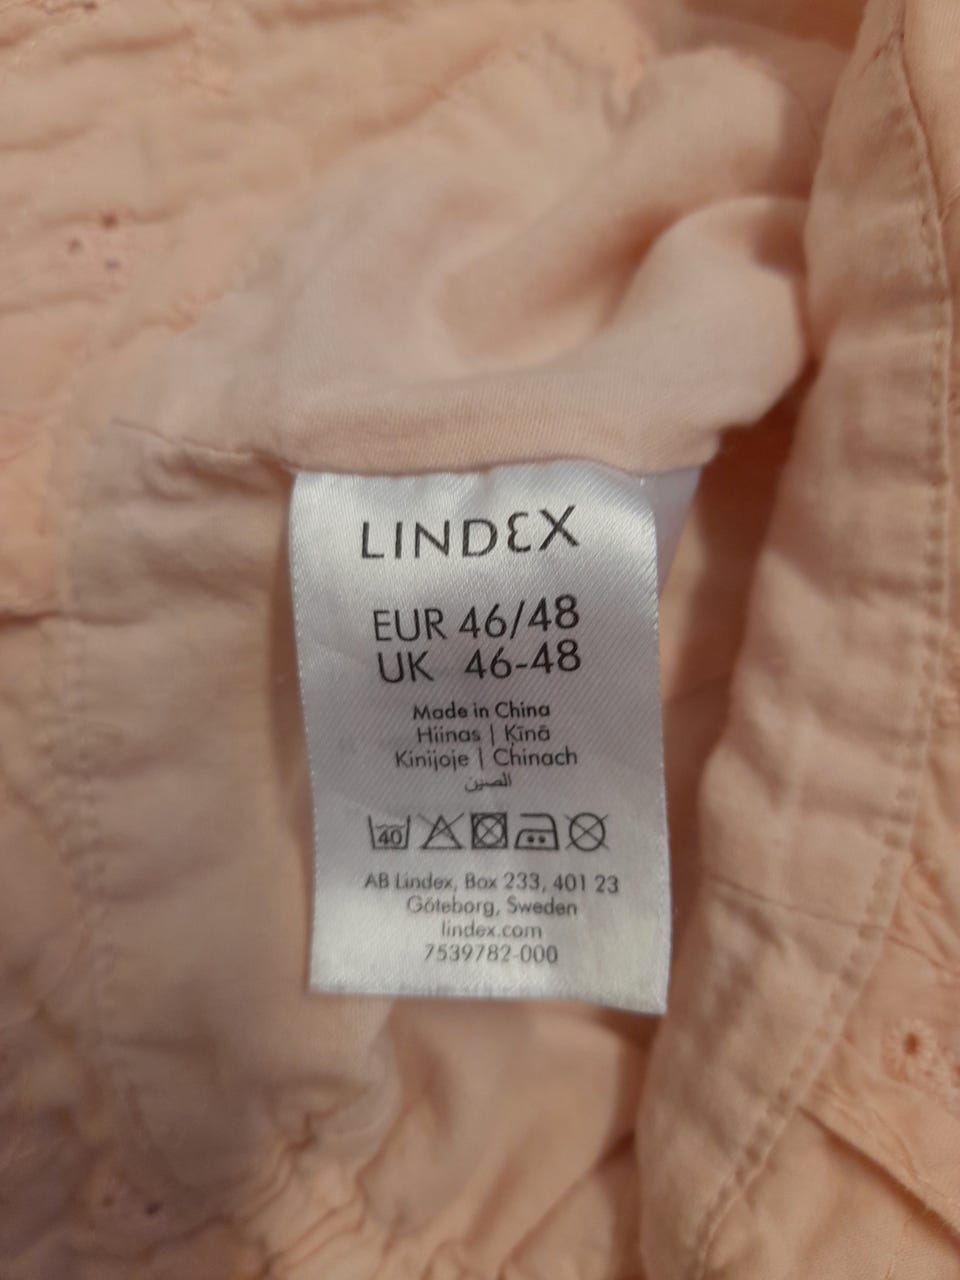 LINDEX
EUR 46/48
UK 46-48
Made in China
Hiinas | Ķīnā
Kinijoje | Chinach
الصين
40
AB Lindex, Box 233, 401 23
Göteborg, Sweden
lindex.com
7539782-000